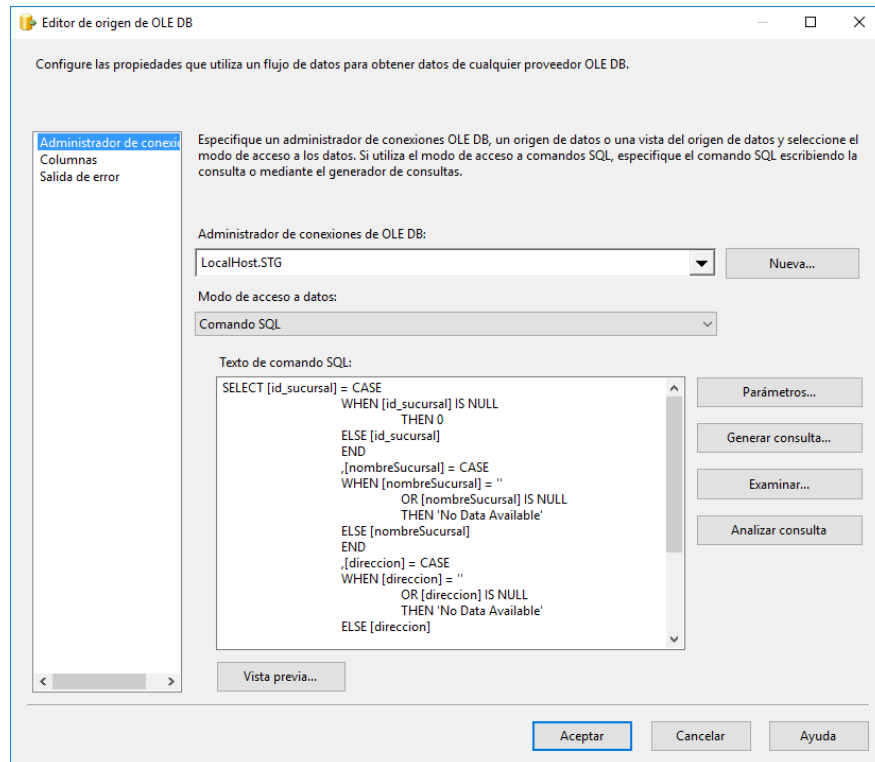 Editor de origen de OLE DB
Configure las propiedades que utiliza un flujo de datos para obtener datos de cualquier proveedor OLE DB.
Administrador de conexi
Columnas
Salida de error
Especifique un administrador de conexiones OLE DB, un origen de datos o una vista del origen de datos y seleccione el
modo de acceso a los datos. Si utiliza el modo de acceso a comandos SQL, especifique el comando SQL escribiendo la
consulta o mediante el generador de consultas.
Administrador de conexiones de OLE DB:
LocalHost.STG
Nueva...
Modo de acceso a datos:
Comando SQL
Texto de comando SQL:
SELECT [id_sucursal] = CASE
WHEN [id_sucursal] IS NULL
THEN 0
ELSE [id_sucursal]
END
,[nombreSucursal] = CASE
WHEN [nombreSucursal] = ''
OR [nombreSucursal] IS NULL
THEN 'No Data Available'
ELSE [nombreSucursal]
END
,[direccion] = CASE
WHEN [direccion] = ''
OR [direccion] IS NULL
THEN 'No Data Available'
ELSE [direccion]
Parámetros...
Generar consulta...
Examinar...
Analizar consulta
Vista previa...
Aceptar
Cancelar
Ayuda